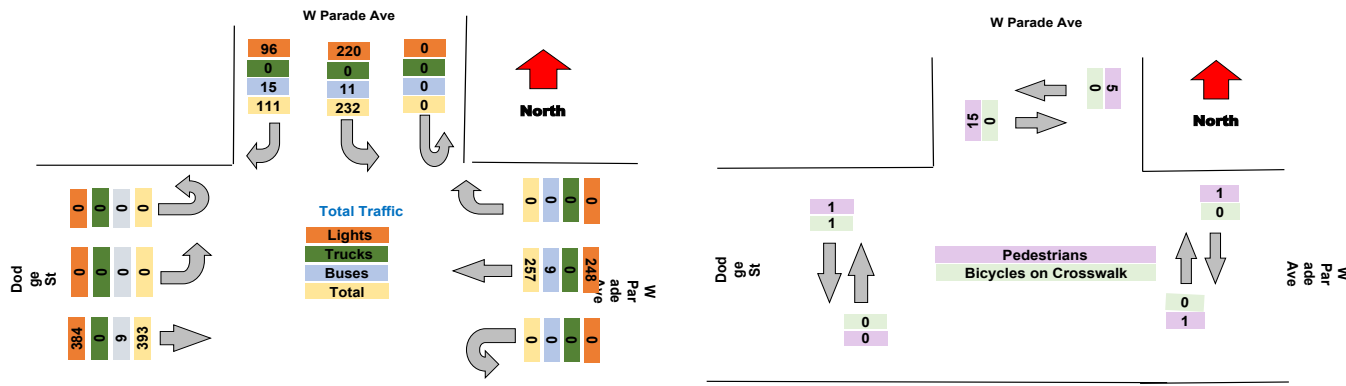 W Parade Ave
96 220 0
0 0 0
15 11 0
111 232 0
North
0 0 0 0
0 0 0 0
Total Traffic
Lights
Trucks
Buses
Total
Dod
ge
St
0 0 0 0
257 9 0 248
W
Par
ade
Ave
384 0 9 393
0 0 0 0
W Parade Ave
0 5
15 0
North
1
1
1
0
Dod
ge
St
Pedestrians
Bicycles on Crosswalk
W
Par
ade
Ave
0
0
0
1